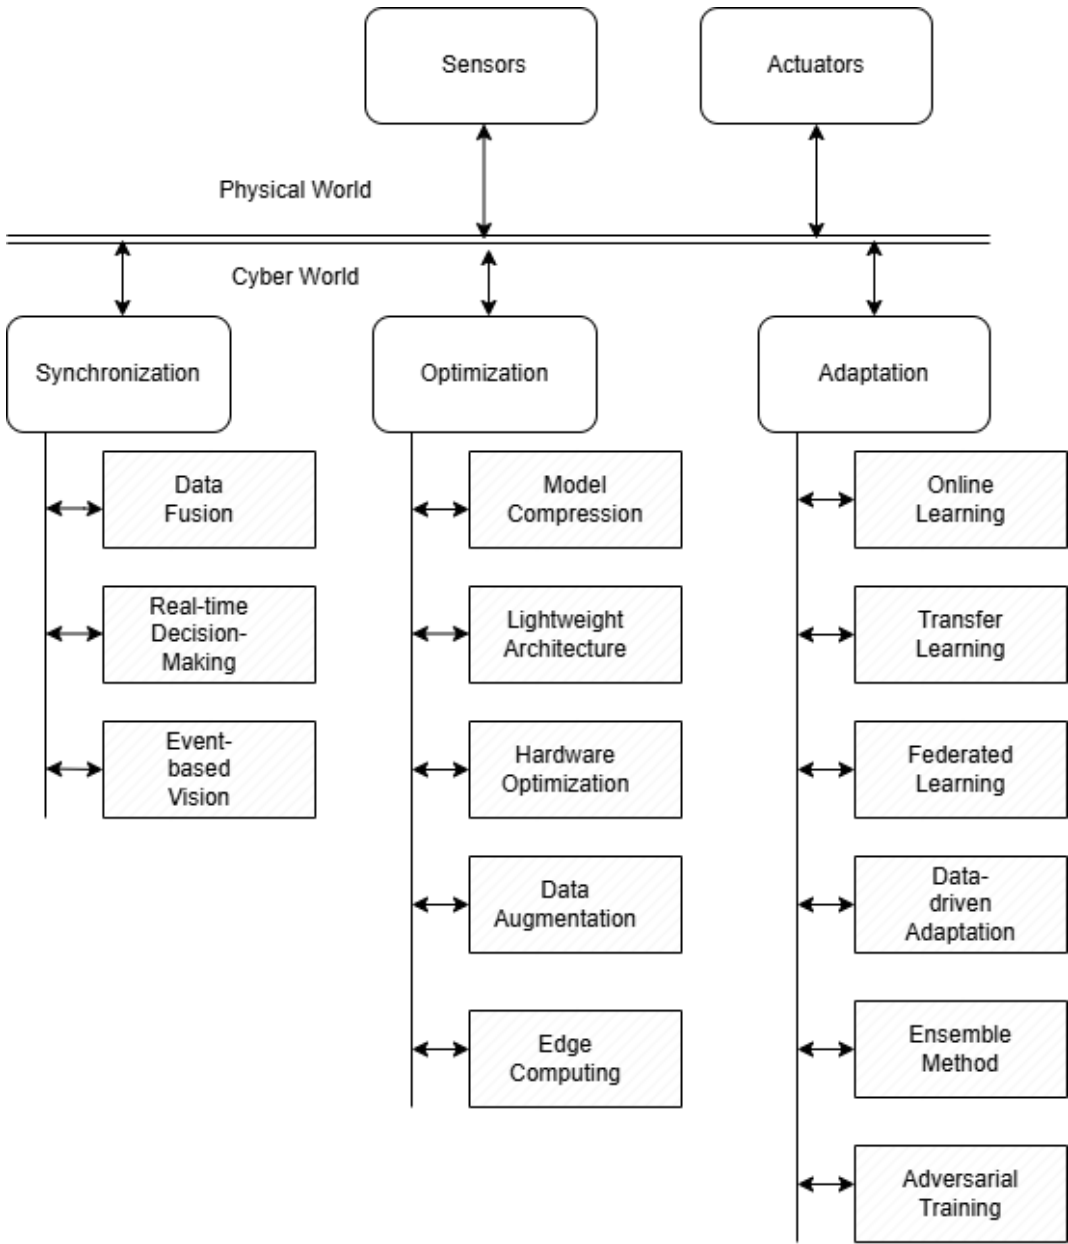 Sensors
Actuators
Physical World
Cyber World
Synchronization
Optimization
Adaptation
Data
Fusion
Real-time
Decision-
Making
Event-
based
Vision
Model
Compression
Lightweight
Architecture
Hardware
Optimization
Data
Augmentation
Edge
Computing
Online
Learning
Transfer
Learning
Federated
Learning
Data-
driven
Adaptation
Ensemble
Method
Adversarial
Training